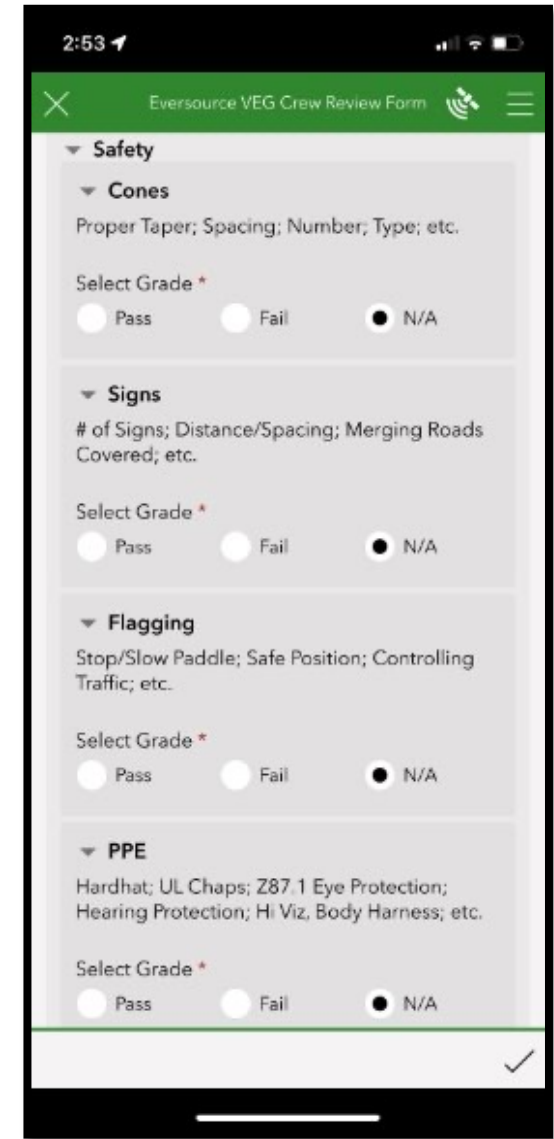 2:53
Eversource VEG Crew Review Form
Safety
Cones
Proper Taper; Spacing; Number; Type; etc.
Select Grade *
Pass Fail N/A
Signs
# of Signs; Distance/Spacing; Merging Roads
Covered; etc.
Select Grade *
Pass Fail N/A
Flagging
Stop/Slow Paddle; Safe Position; Controlling
Traffic; etc.
Select Grade *
Pass Fail N/A
PPE
Hardhat; UL Chaps; Z87.1 Eye Protection;
Hearing Protection; Hi Viz, Body Harness; etc.
Select Grade *
Pass Fail N/A